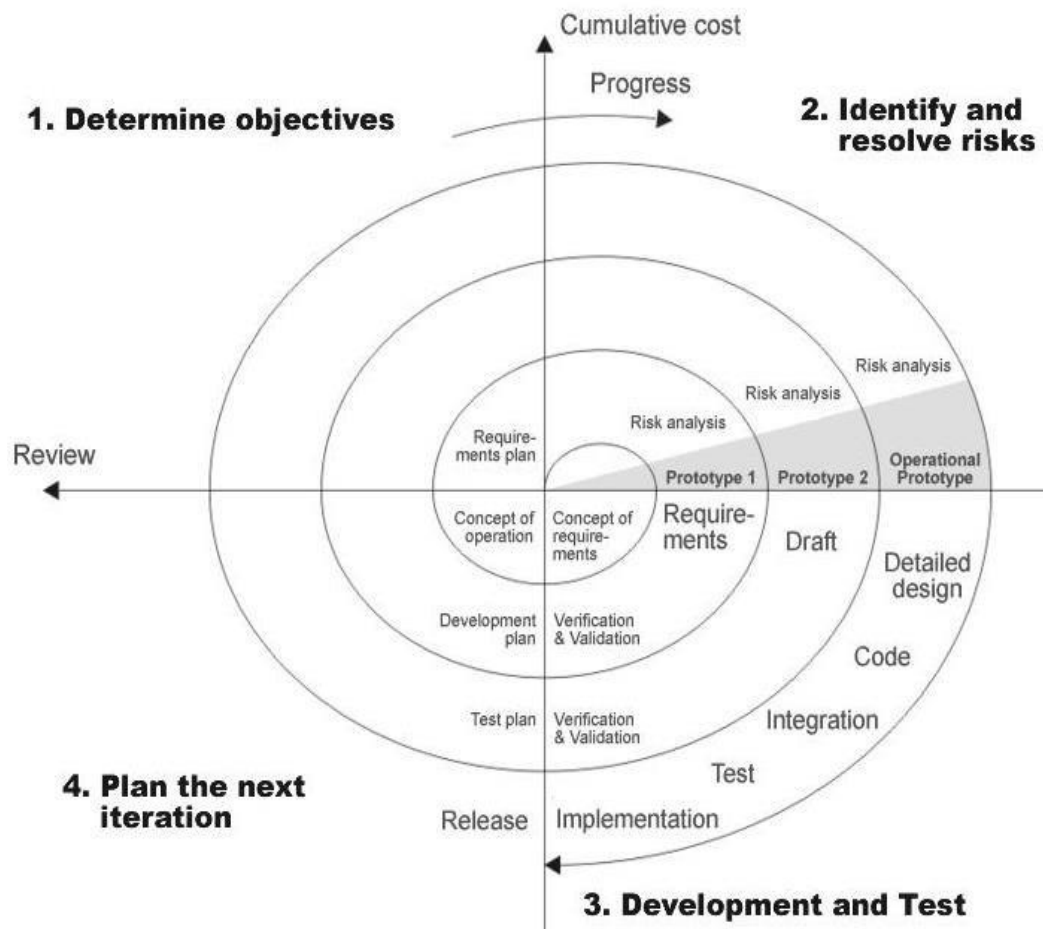 Cumulative cost
Progress
1. Determine objectives
2. Identify and
resolve risks
Risk analysis
Risk analysis
Risk analysis
Require-
ments plan
Review
Prototype 1
Prototype 2
Operational
Prototype
Concept of
operation
Concept of
require-
ments
Require-
ments
Draft
Detailed
design
Development
plan
Verification
& Validation
Code
Test plan
Verification
& Validation
Integration
Test
4. Plan the next
iteration
Release
Implementation
3. Development and Test